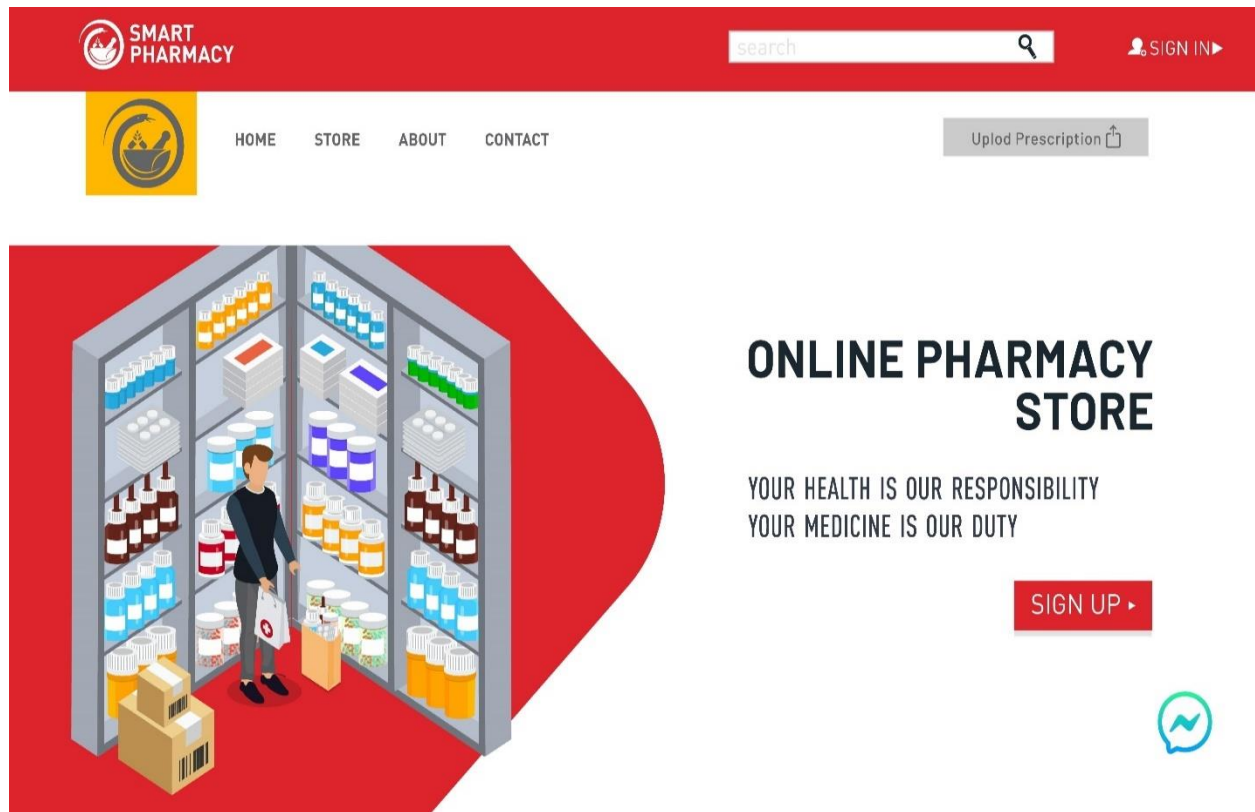 SMART
PHARMACY
search
SIGN IN
HOME STORE ABOUT CONTACT
Uplod Prescription
ONLINE PHARMACY
STORE
YOUR HEALTH IS OUR RESPONSIBILITY
YOUR MEDICINE IS OUR DUTY
SIGN UP